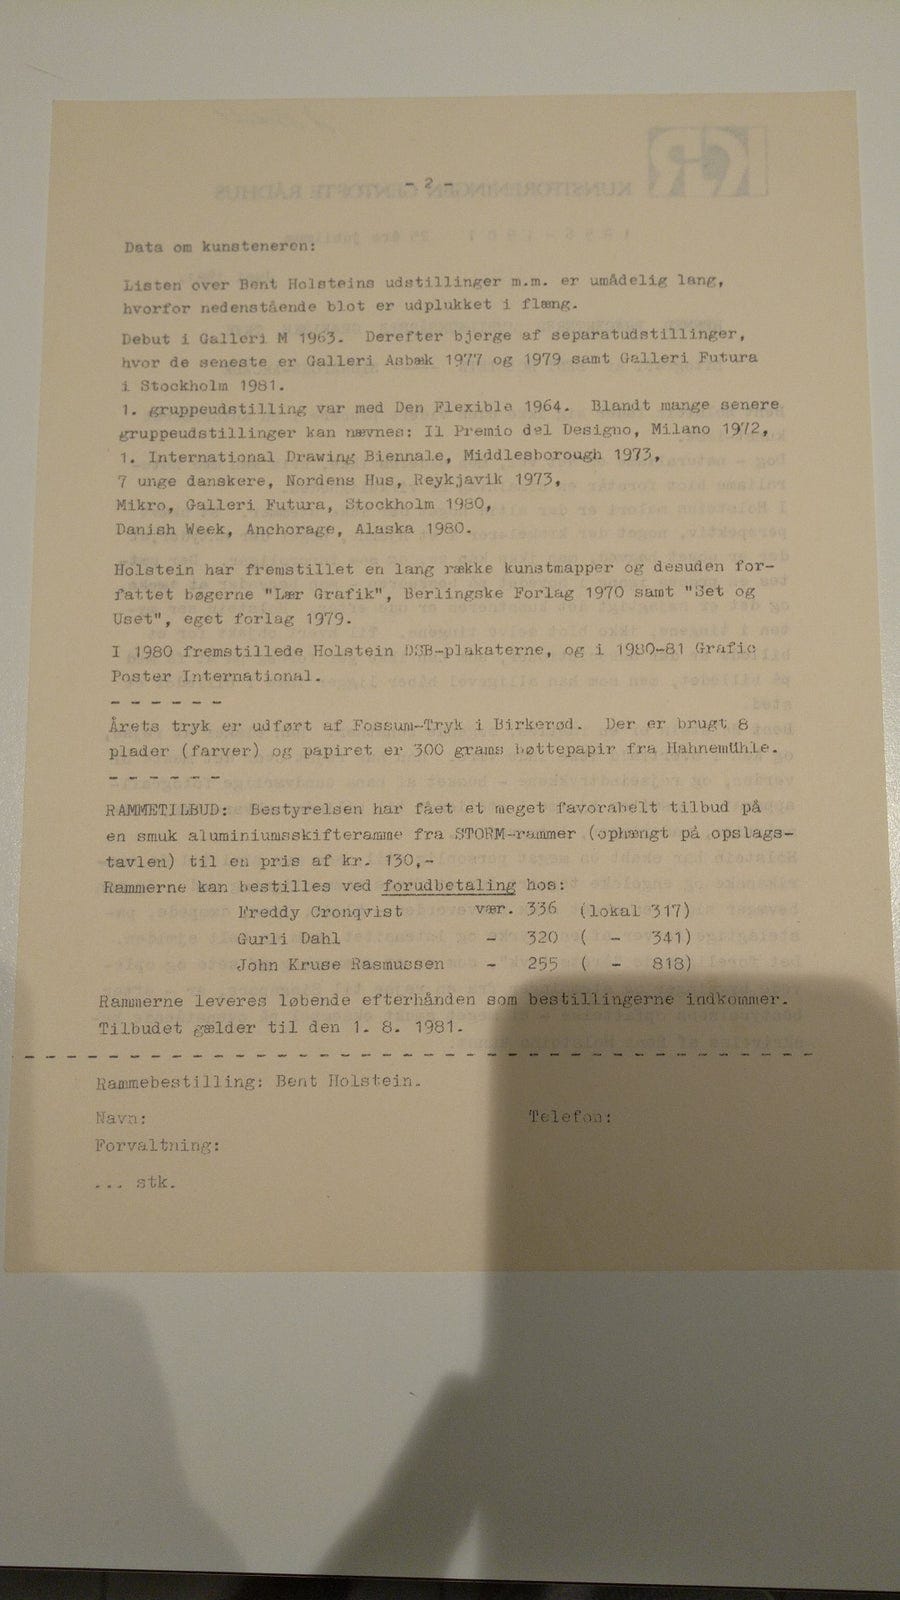 - 2 -
KUNSTFORENINGEN GENTOFTE RÅDHUS
1956 - 1981 25 års jubilæum
Data om kunsteneren:
Listen over Bent Holsteins udstillinger m.m. er umådelig lang,
hvorfor nedenstående blot er udplukket i flæng.
Debut i Galleri M 1963. Derefter bjerge af separatudstillinger,
hvor de seneste er Galleri Asbæk 1977 og 1979 samt Galleri Futura
i Stockholm 1981.
1. gruppeudstilling var med Den Flexible 1964. Blandt mange senere
gruppeudstillinger kan nævnes: Il Premio del Designo, Milano 1972,
1. International Drawing Biennale, Middlesborough 1973,
7 unge danskere, Nordens Hus, Reykjavik 1973,
Mikro, Galleri Futura, Stockholm 1980,
Danish Week, Anchorage, Alaska 1980.
Holstein har fremstillet en lang række kunstmapper og desuden for-
fattet bøgerne "Lær Grafik", Berlingske Forlag 1970 samt "Set og
Uset", eget forlag 1979.
I 1980 fremstillede Holstein DSB-plakaterne, og i 1980-81 Grafic
Poster International.
- - - - - -
Årets tryk er udført af Fossum-Tryk i Birkerød. Der er brugt 8
plader (farver) og papiret er 300 grams bøttepapir fra Hahnemühle.
- - - - - -
RAMMETILBUD: Bestyrelsen har fået et meget favorabelt tilbud på
en smuk aluminiumsskifteramme fra STORM-rammer (ophængt på opslags-
tavlen) til en pris af kr. 130,-
Rammerne kan bestilles ved forudbetaling hos:
Freddy Cronqvist vær. 336 (lokal 317)
Gurli Dahl - 320 ( - 341)
John Kruse Rasmussen - 255 ( - 818)
Rammerne leveres løbende efterhånden som bestillingerne indkommer.
Tilbudet gælder til den 1. 8. 1981.
Rammebestilling: Bent Holstein.
Navn: Telefon:
Forvaltning:
... stk.